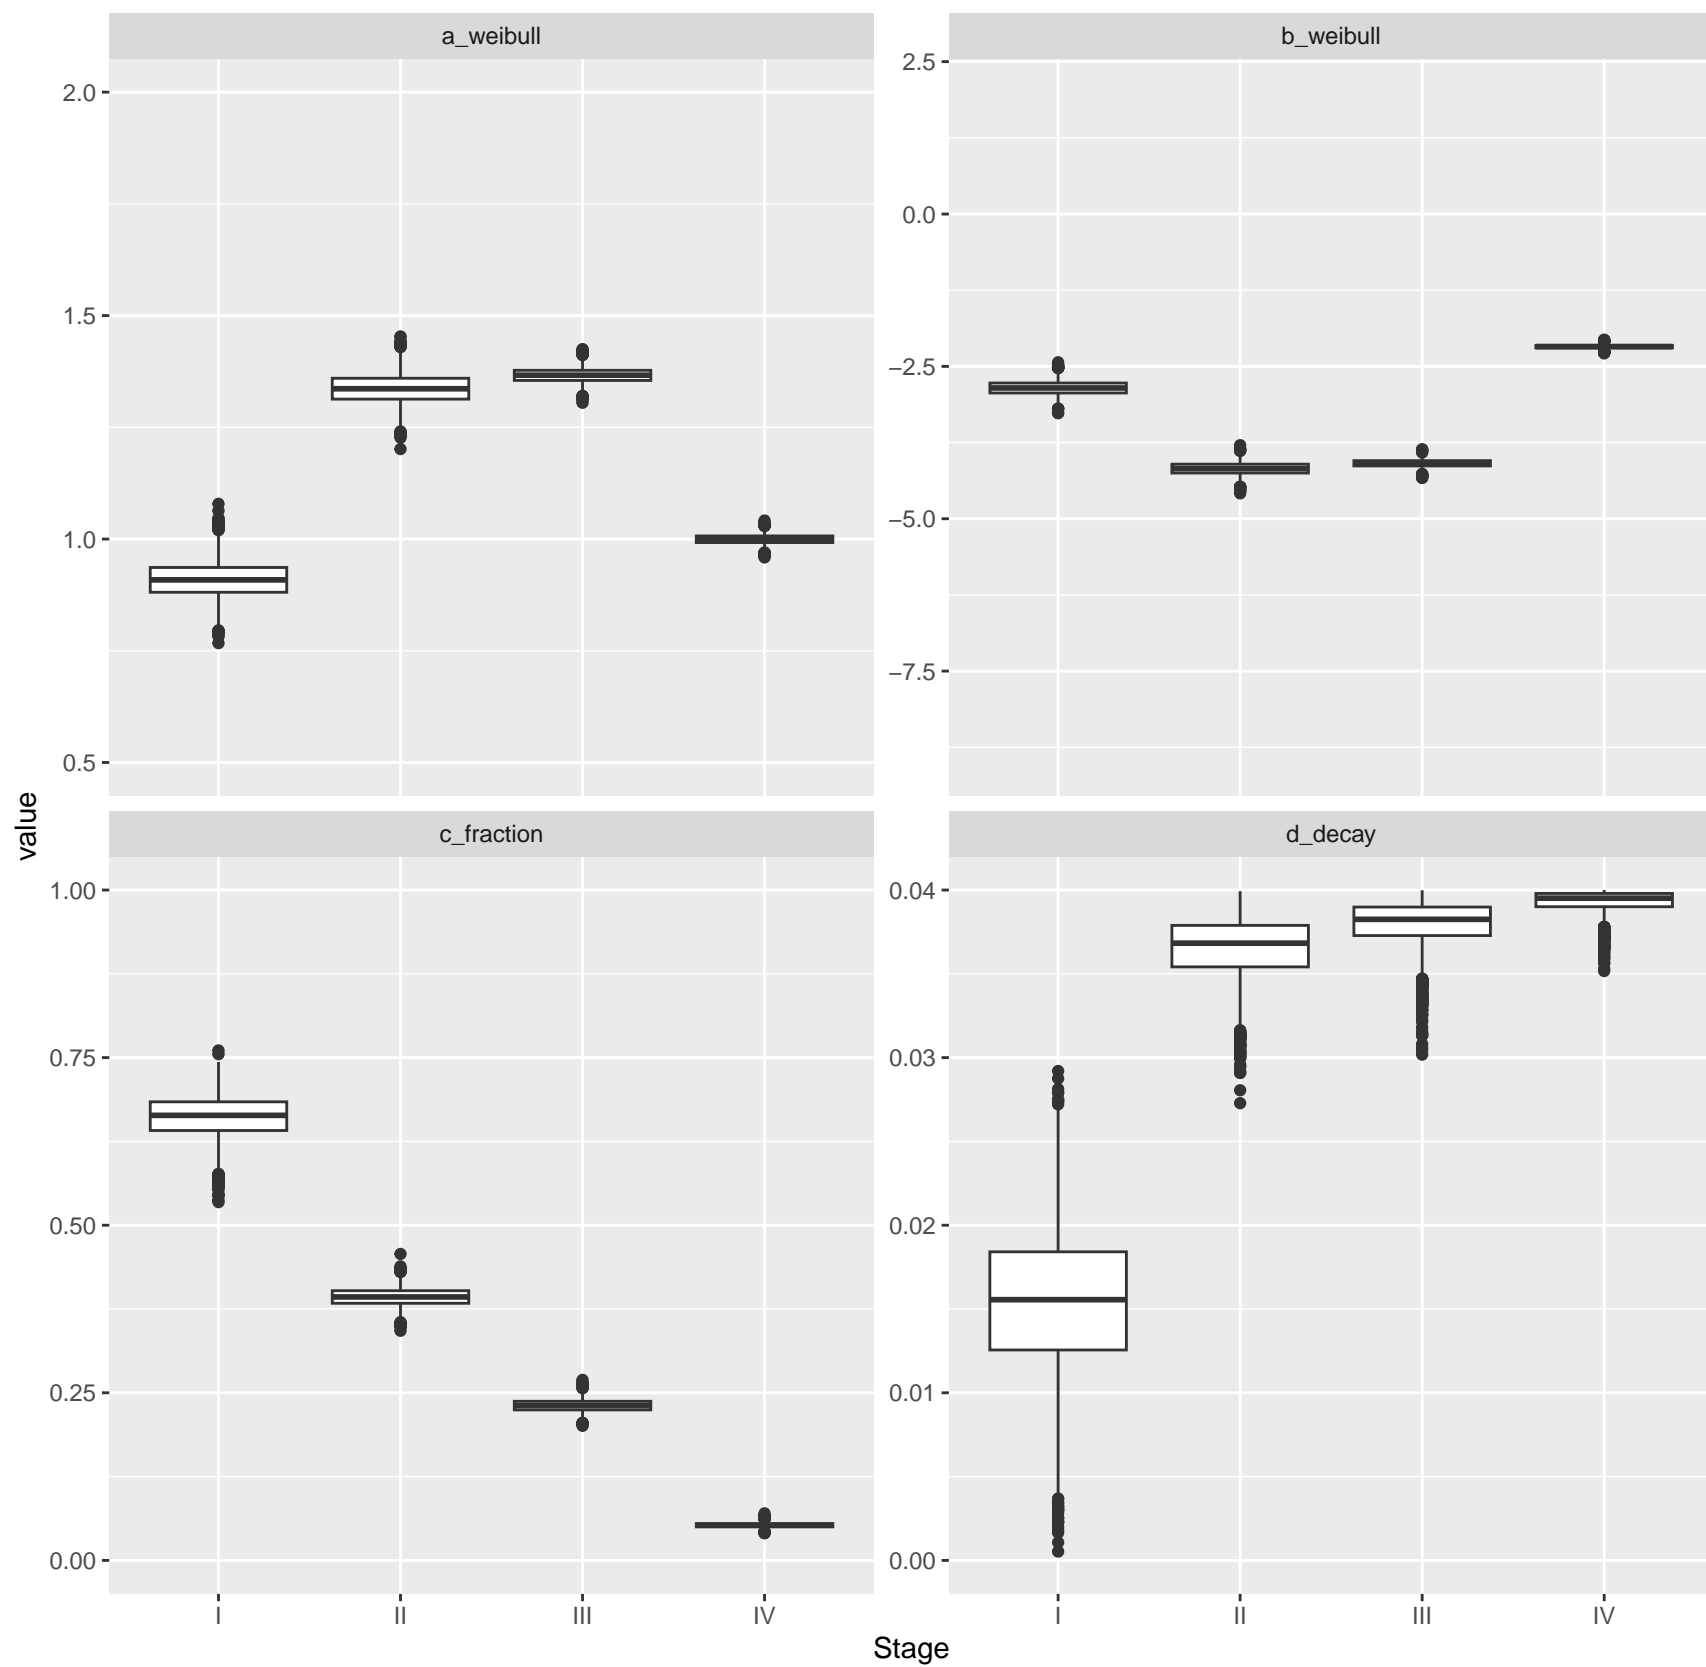 a_weibull
b_weibull
2.0
1.5
1.0
0.5
2.5
0.0
−2.5
−5.0
−7.5
value
c_fraction
d_decay
1.00
0.75
0.50
0.25
0.00
0.04
0.03
0.02
0.01
0.00
I II III IV
I II III IV
Stage